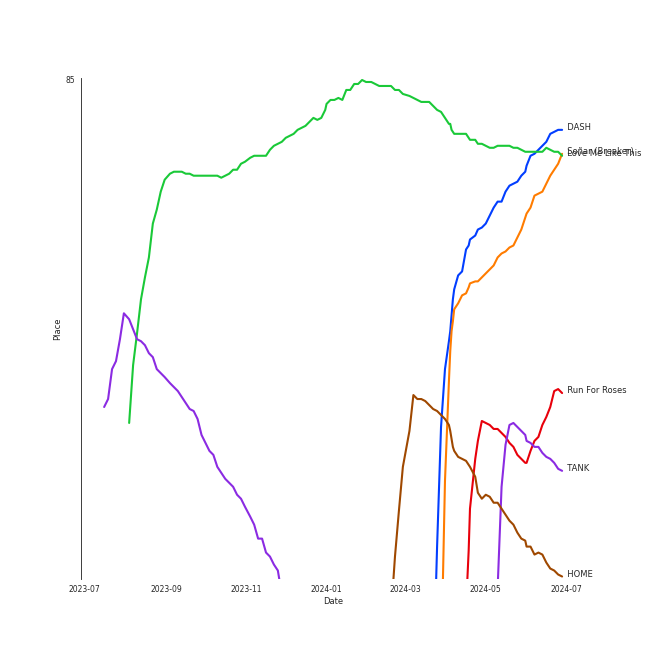 85
DASH
Love Me Like This
Run For Roses
TANK
HOME
Place
2023-07
2023-09
2023-11
2024-01
2024-03
2024-05
2024-07
Date